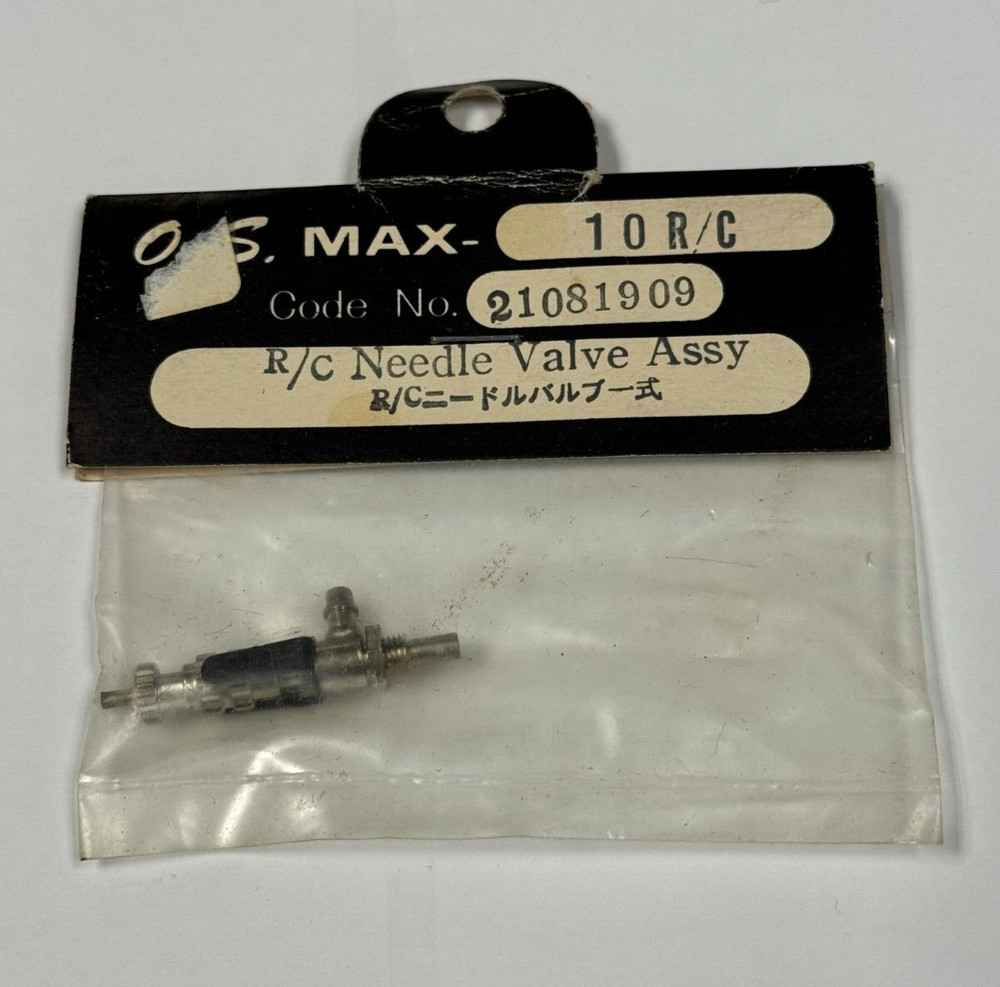 O.S. MAX- 10 R/C
Code No. 21081909
R/C Needle Valve Assy
R/Cニードルバルブ一式